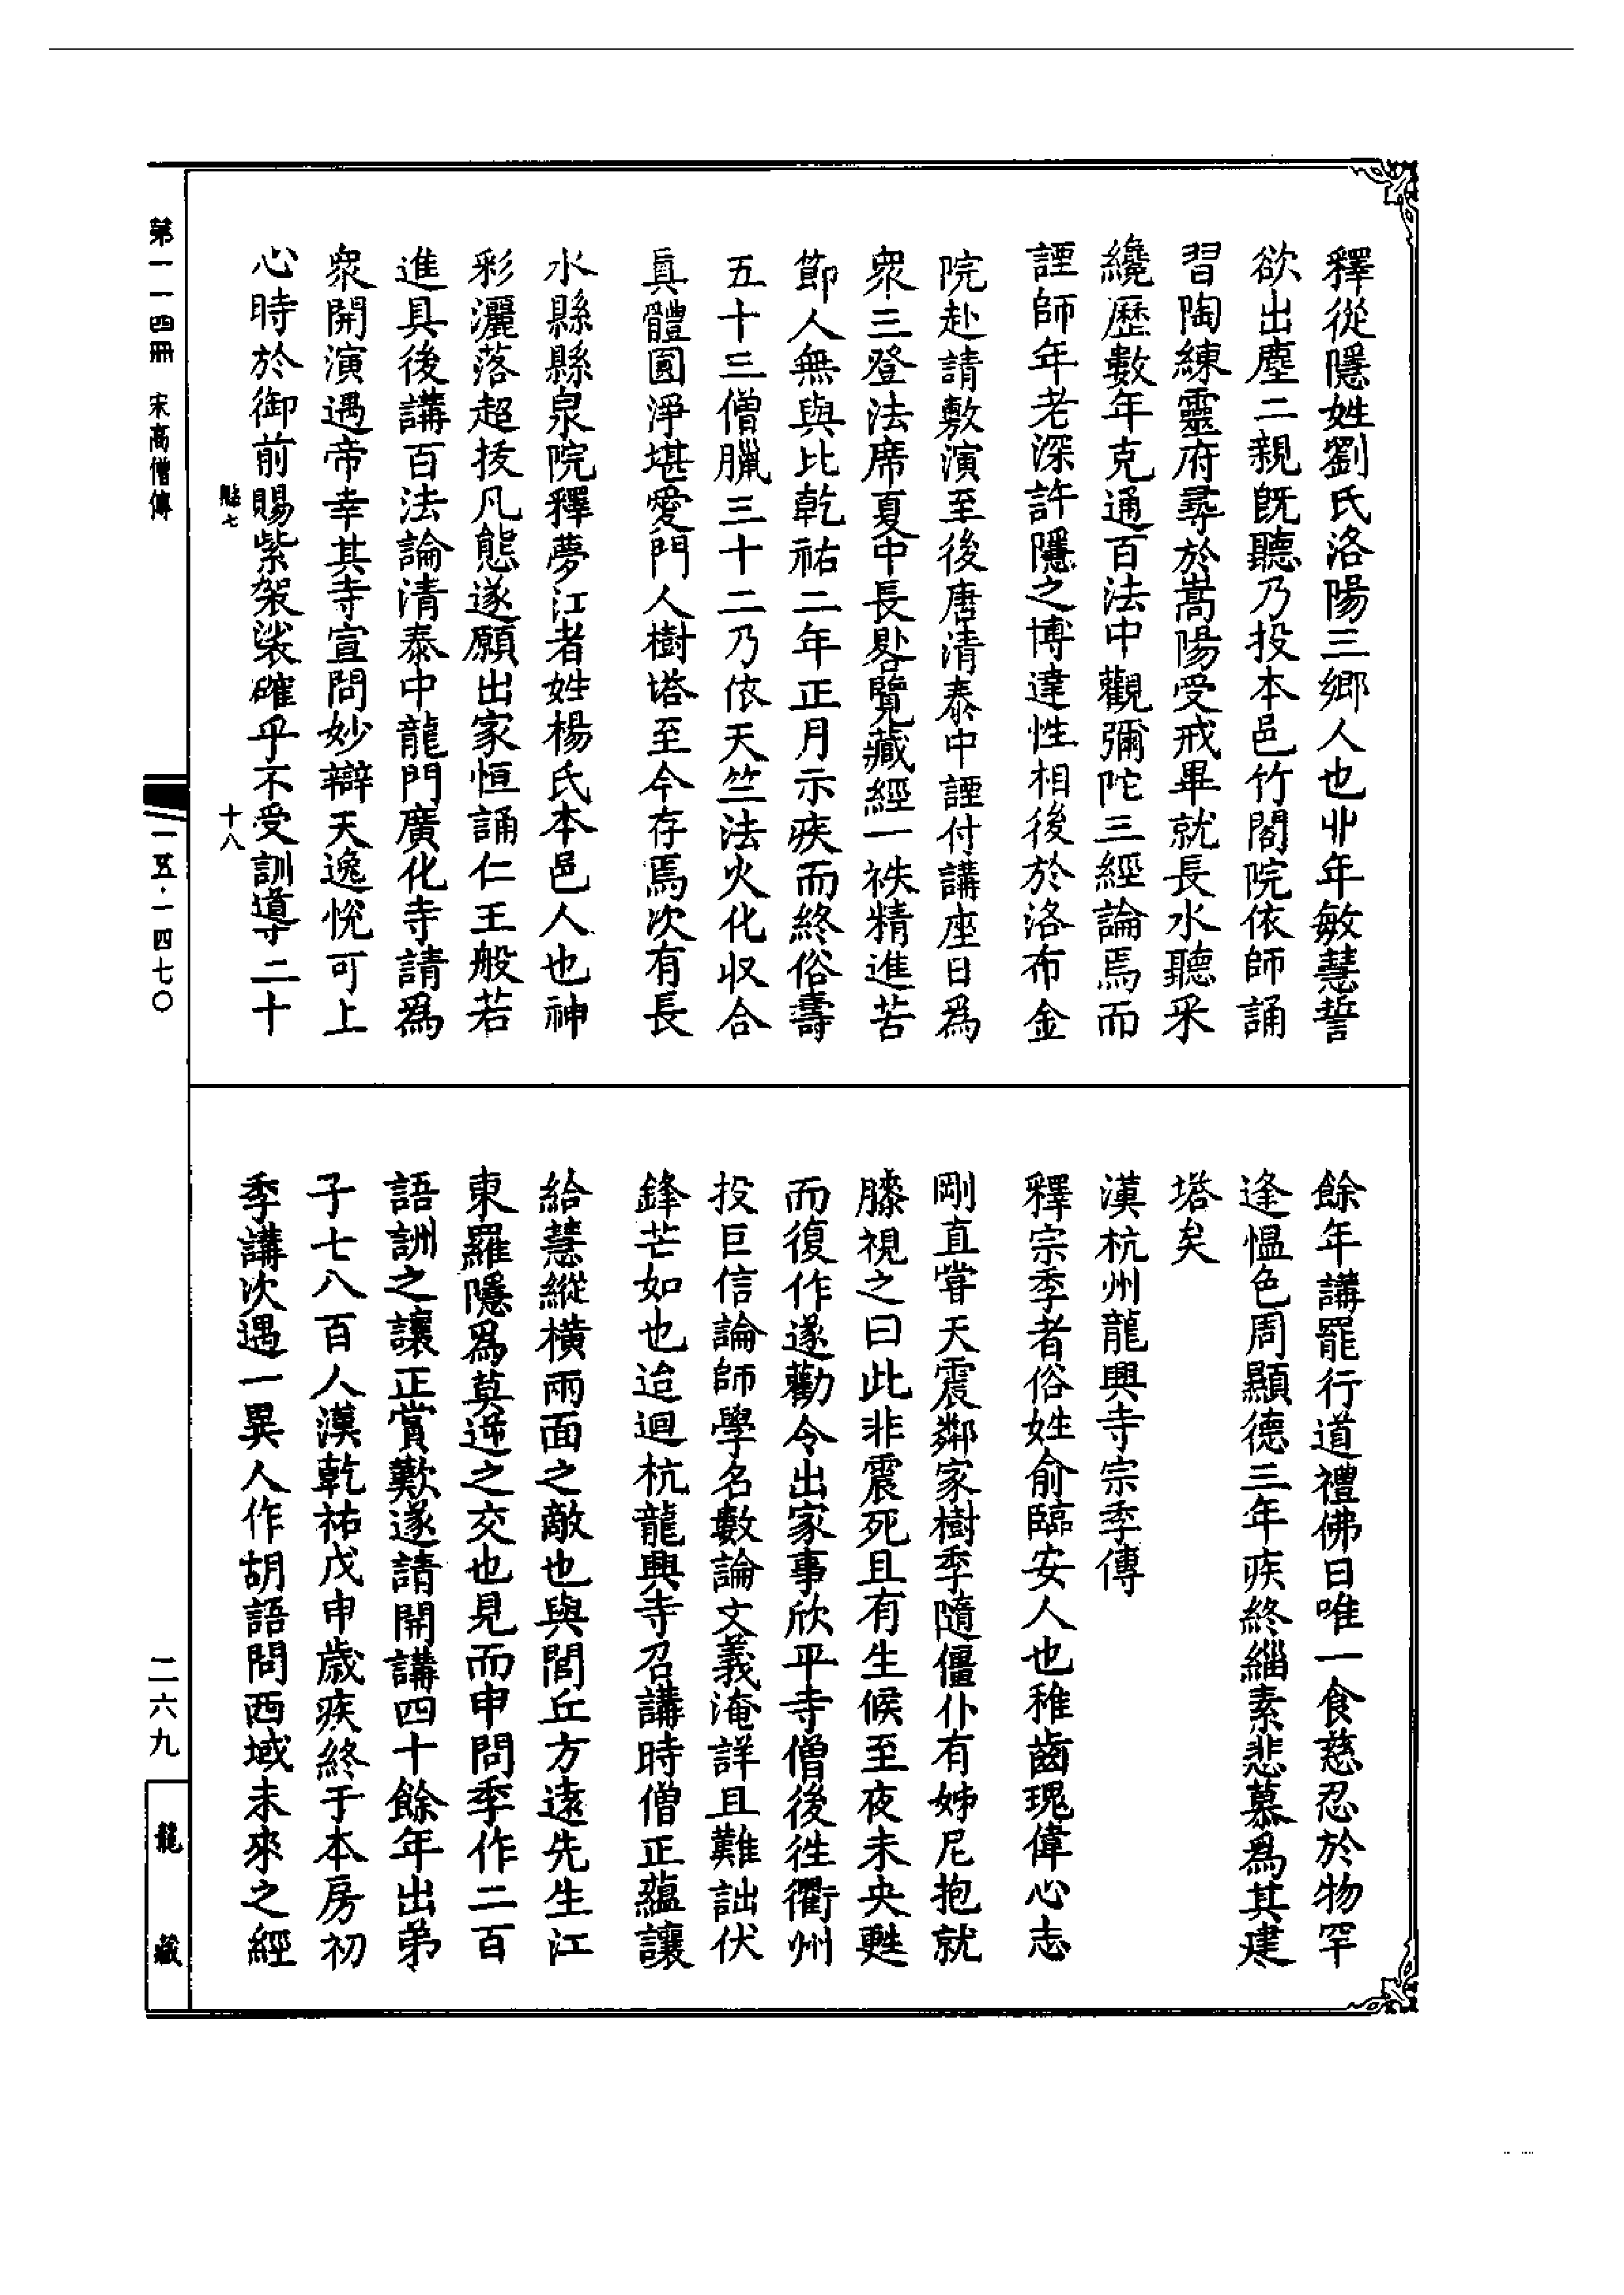 釋從隱姓劉氏洛陽三鄉人也丱年敏慧誓
欲出塵二親旣聽乃投本邑竹閣院依師誦
習陶練靈府尋於嵩陽受戒畢就長水聽采
纔歷數年克通百法中觀彌陀三經論焉而
諲師年老深許隱之博達性相後於洛布金
院赴請敷演至後唐清泰中諲付講座日爲
衆三登法席夏中長晷覽藏經一袟精進苦
節人無與比乾祐二年正月示疾而終俗壽
五十三僧臘三十二乃依天竺法火化収合
眞體圓淨堪愛門人樹塔至今存焉次有長
水縣縣泉院釋夢江者姓楊氏本邑人也神
彩灑落超拔凡態遂願出家恒誦仁王般若
進具後講百法論清泰中龍門廣化寺請爲
衆開演遇帝幸其寺宣問妙辯天逸悅可上
心時於御前賜紫袈裟確乎不受訓導二十
餘年講罷行道禮佛日唯一食慈忍於物罕
逢慍色周顯德三年疾終緇素悲慕爲其建
塔矣
漢杭州龍興寺宗季傳
釋宗季者俗姓俞臨安人也稚齒瑰偉心志
剛直甞天震鄰家樹季隨僵仆有姊尼抱就
膝視之曰此非震死且有生候至夜未央甦
而復作遂勸令出家事欣平寺僧後徃衢州
投巨信論師學名數論文義淹詳且難詘伏
鋒芒如也迨迴杭龍興寺召講時僧正蘊讓
給慧縱橫兩面之敵也與閭丘方遠先生江
東羅隱爲莫逆之交也見而申問季作二百
語詶之讓正賞歎遂請開講四十餘年出弟
子七八百人漢乾祐戊申歲疾終于本房初
季講次遇一異人作胡語問西域未來之經
第一一四冊 宋高僧傳
點七 十八
一五·一四七〇
二六九
龍藏